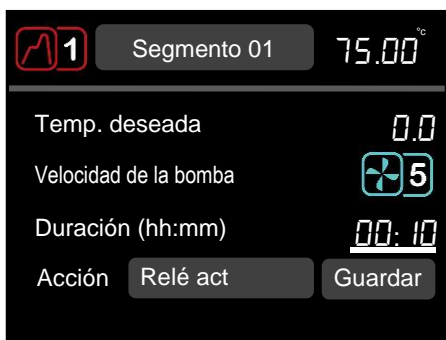 1 Segmento 01 75.00°c
Temp. deseada 0.0
Velocidad de la bomba 5
Duración (hh:mm) 00:10
Acción Relé act Guardar